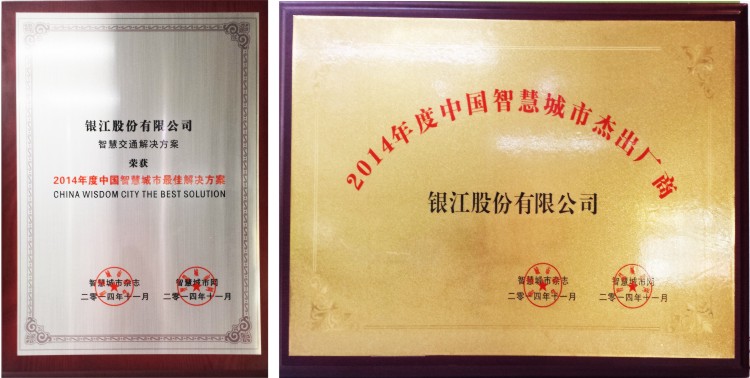 银江股份有限公司
智慧交通解决方案
荣获
2014年度中国智慧城市最佳解决方案
CHINA WISDOM CITY THE BEST SOLUTION
智慧城市杂志 智慧城市网
二零一四年十一月 二零一四年十一月
2014年度中国智慧城市杰出厂商
银江股份有限公司
智慧城市杂志 智慧城市网
二零一四年十一月 二零一四年十一月